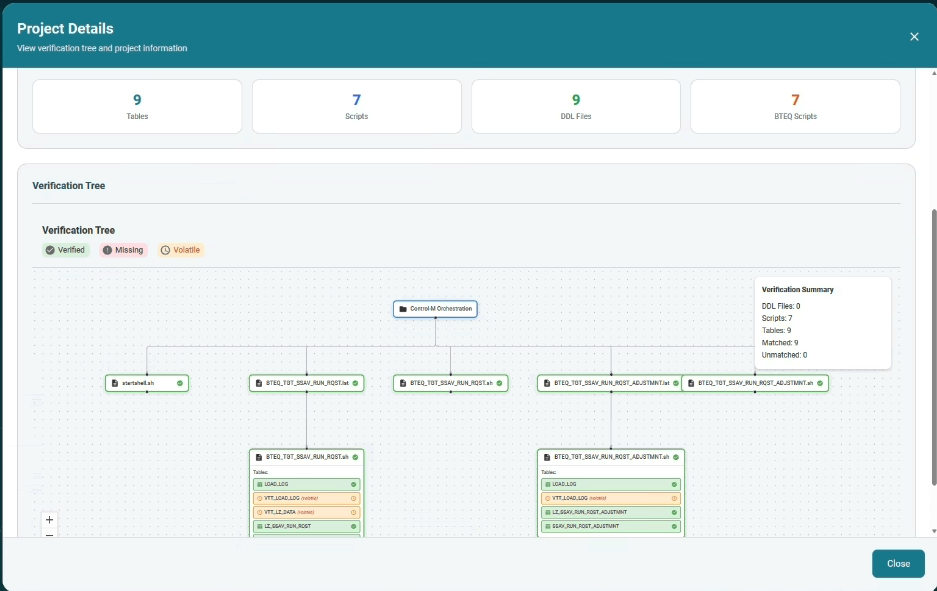 Project Details
View verification tree and project information
9
Tables
7
Scripts
9
DDL Files
7
BTEQ Scripts
Verification Tree
Verification Tree
Verified
Missing
Volatile
Control-M Orchestration
Verification Summary
DDL Files: 0
Scripts: 7
Tables: 9
Matched: 9
Unmatched: 0
startshell.sh
BTEQ_TGT_SSAV_RUN_RQST.lst
BTEQ_TGT_SSAV_RUN_RQST.sh
BTEQ_TGT_SSAV_RUN_RQST_ADJSTMNT.lst
BTEQ_TGT_SSAV_RUN_RQST_ADJSTMNT.sh
BTEQ_TGT_SSAV_RUN_RQST.sh
Tables:
LOAD_LOG
VTT_LOAD_LOG (volatile)
VTT_LZ_DATA (volatile)
LZ_SSAV_RUN_RQST
BTEQ_TGT_SSAV_RUN_RQST_ADJSTMNT.sh
Tables:
LOAD_LOG
VTT_LOAD_LOG (volatile)
LZ_SSAV_RUN_RQST_ADJSTMNT
SSAV_RUN_RQST_ADJSTMNT
Close